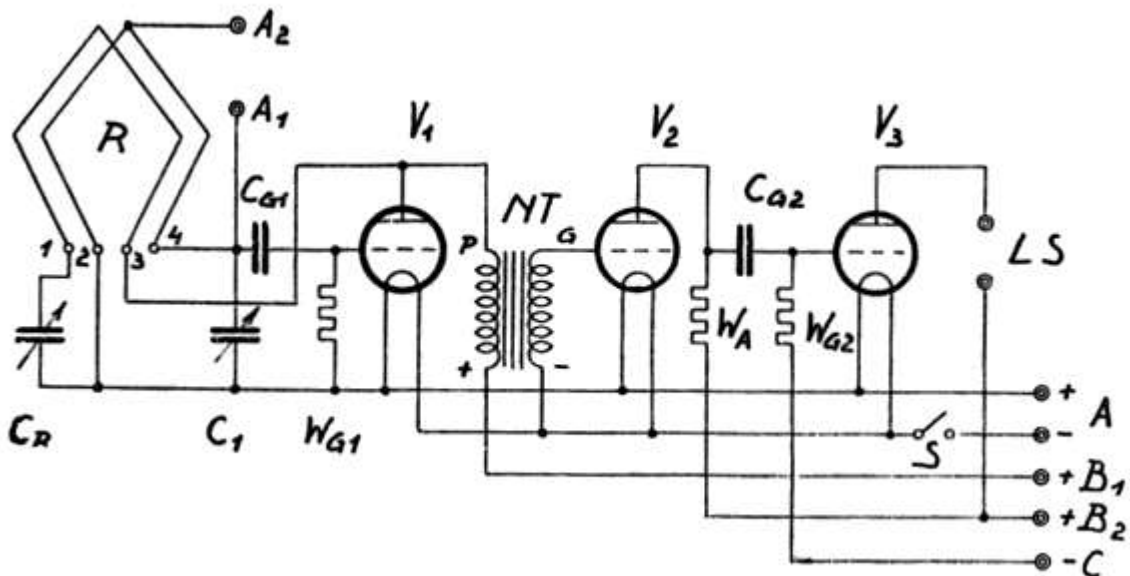 A2
A1
R
V1
V2
V3
CG1
NT
CG2
P
G
LS
1
2
3
4
WA
WG2
+
-
CR
C1
WG1
+ A
-
S
+ B1
+ B2
- C